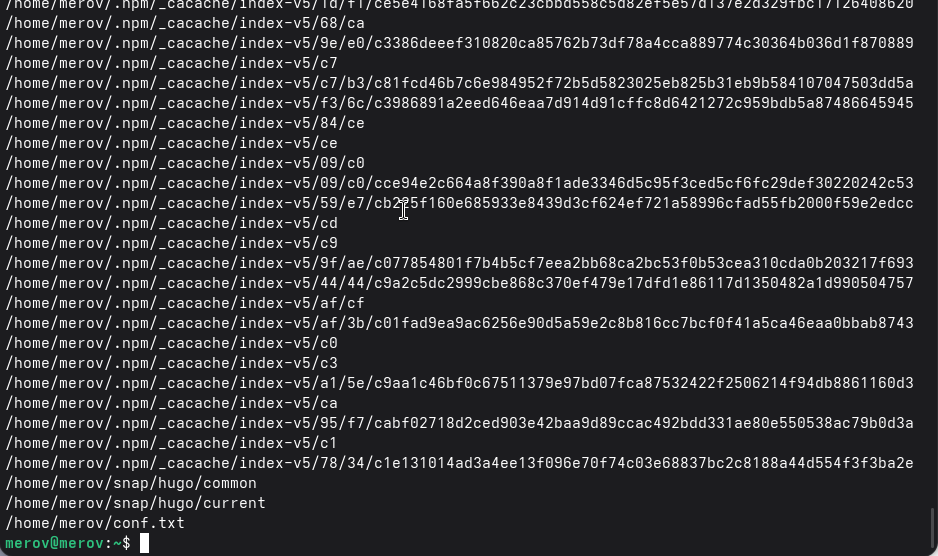 /home/merov/.npm/_cacache/index-v5/1d/f1/ce5e4168fa5f662c23cbbd558c5d82ef5e57d137e2d329fbc17126408620
/home/merov/.npm/_cacache/index-v5/68/ca
/home/merov/.npm/_cacache/index-v5/9e/e0/c3386deeef310820ca85762b73df78a4cca889774c30364b036d1f870889
/home/merov/.npm/_cacache/index-v5/c7
/home/merov/.npm/_cacache/index-v5/c7/b3/c81fcd46b7c6e984952f72b5d5823025eb825b31eb9b584107047503dd5a
/home/merov/.npm/_cacache/index-v5/f3/6c/c3986891a2eed646eaa7d914d91cffc8d6421272c959bdb5a87486645945
/home/merov/.npm/_cacache/index-v5/84/ce
/home/merov/.npm/_cacache/index-v5/ce
/home/merov/.npm/_cacache/index-v5/09/c0
/home/merov/.npm/_cacache/index-v5/09/c0/cce94e2c664a8f390a8f1ade3346d5c95f3ced5cf6fc29def30220242c53
/home/merov/.npm/_cacache/index-v5/59/e7/cb225f160e685933e8439d3cf624ef721a58996cfad55fb2000f59e2edcc
/home/merov/.npm/_cacache/index-v5/cd
/home/merov/.npm/_cacache/index-v5/c9
/home/merov/.npm/_cacache/index-v5/9f/ae/c077854801f7b4b5cf7eea2bb68ca2bc53f0b53cea310cda0b203217f693
/home/merov/.npm/_cacache/index-v5/44/44/c9a2c5dc2999cbe868c370ef479e17dfd1e86117d1350482a1d990504757
/home/merov/.npm/_cacache/index-v5/af/cf
/home/merov/.npm/_cacache/index-v5/af/3b/c01fad9ea9ac6256e90d5a59e2c8b816cc7bcf0f41a5ca46eaa0bbab8743
/home/merov/.npm/_cacache/index-v5/c0
/home/merov/.npm/_cacache/index-v5/c3
/home/merov/.npm/_cacache/index-v5/a1/5e/c9aa1c46bf0c67511379e97bd07fca87532422f2506214f94db8861160d3
/home/merov/.npm/_cacache/index-v5/ca
/home/merov/.npm/_cacache/index-v5/95/f7/cabf02718d2ced903e42baa9d89ccac492bdd331ae80e550538ac79b0d3a
/home/merov/.npm/_cacache/index-v5/c1
/home/merov/.npm/_cacache/index-v5/78/34/c1e131014ad3a4ee13f096e70f74c03e68837bc2c8188a44d554f3f3ba2e
/home/merov/snap/hugo/common
/home/merov/snap/hugo/current
/home/merov/conf.txt
merov@merov:~$